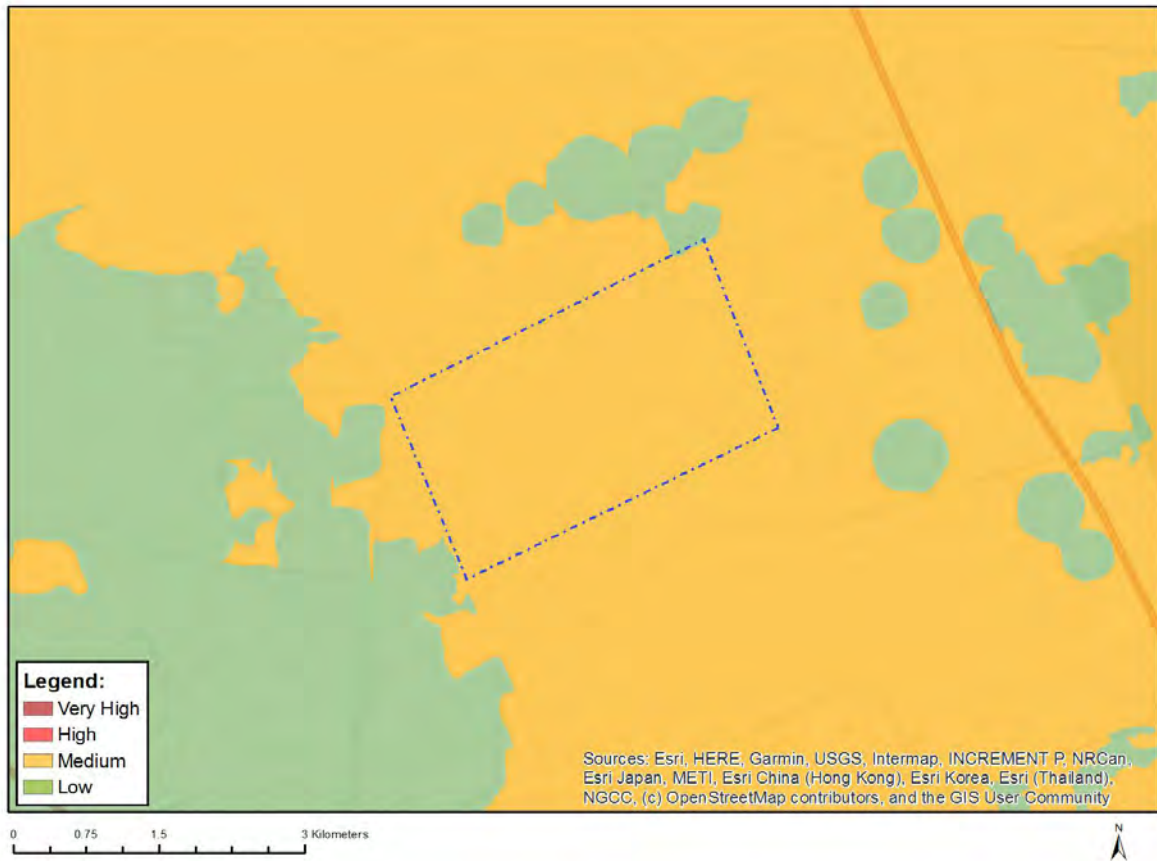 Legend:
Very High
High
Medium
Low
Sources: Esri, HERE, Garmin, USGS, Intermap, INCREMENT P, NRCan,
Esri Japan, METI, Esri China (Hong Kong), Esri Korea, Esri (Thailand),
NGCC, (c) OpenStreetMap contributors, and the GIS User Community
0 0.75 1.5 3 Kilometers
N